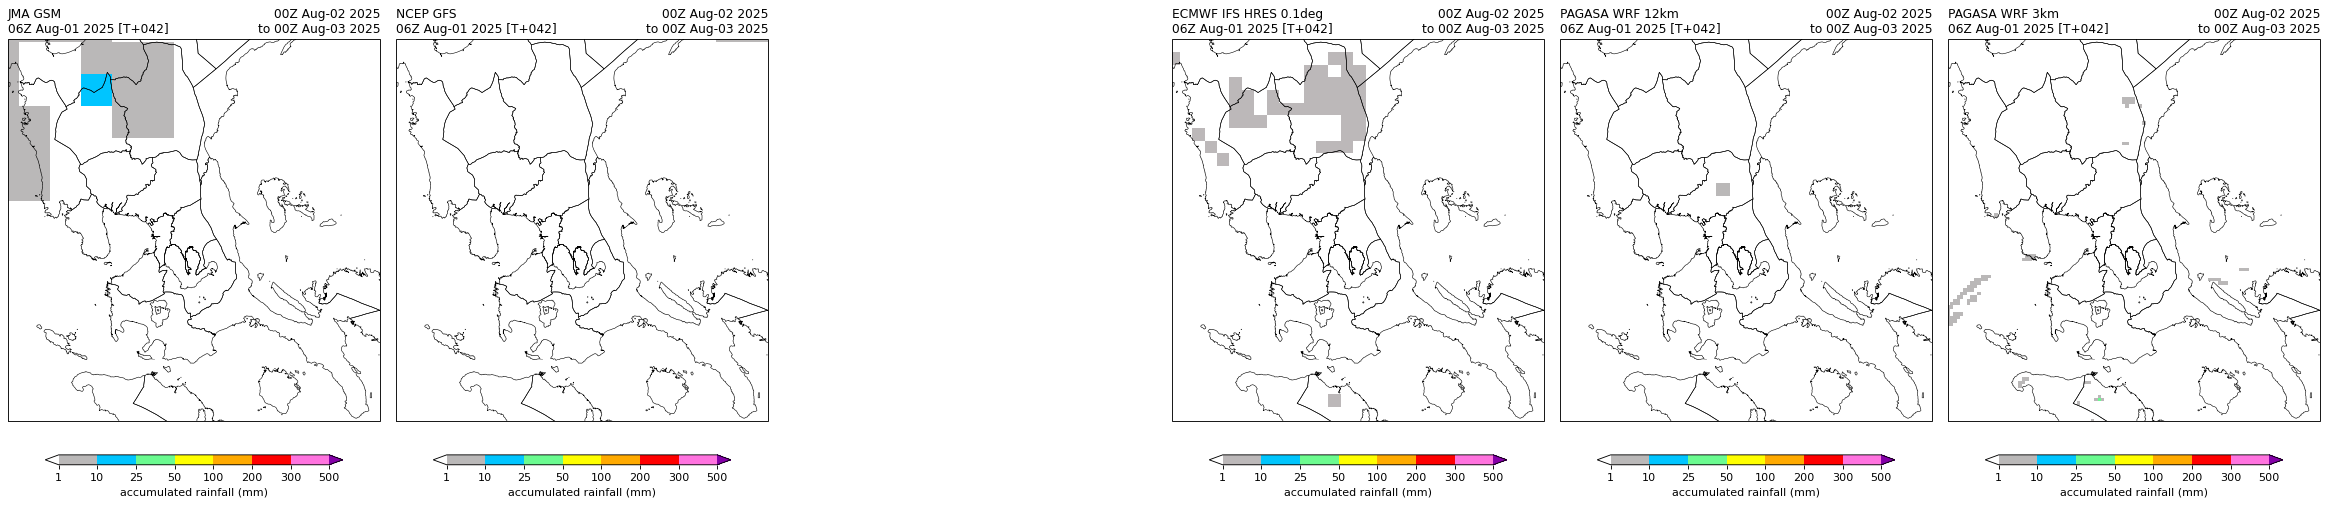 JMA GSM 00Z Aug-02 2025
06Z Aug-01 2025 [T+042] to 00Z Aug-03 2025
1 10 25 50 100 200 300 500
accumulated rainfall (mm)
NCEP GFS 00Z Aug-02 2025
06Z Aug-01 2025 [T+042] to 00Z Aug-03 2025
1 10 25 50 100 200 300 500
accumulated rainfall (mm)
ECMWF IFS HRES 0.1deg 00Z Aug-02 2025
06Z Aug-01 2025 [T+042] to 00Z Aug-03 2025
1 10 25 50 100 200 300 500
accumulated rainfall (mm)
PAGASA WRF 12km 00Z Aug-02 2025
06Z Aug-01 2025 [T+042] to 00Z Aug-03 2025
1 10 25 50 100 200 300 500
accumulated rainfall (mm)
PAGASA WRF 3km 00Z Aug-02 2025
06Z Aug-01 2025 [T+042] to 00Z Aug-03 2025
1 10 25 50 100 200 300 500
accumulated rainfall (mm)